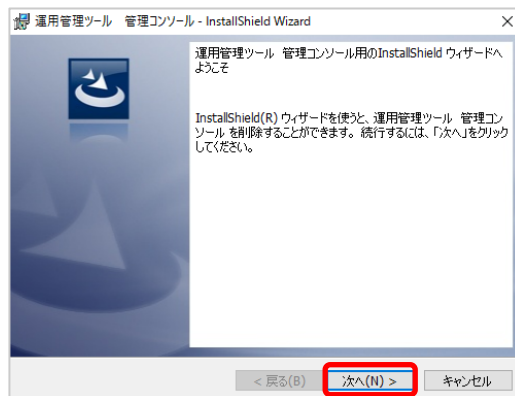 運用管理ツール　管理コンソール - InstallShield Wizard
運用管理ツール　管理コンソール用のInstallShield ウィザードへ
ようこそ
InstallShield(R) ウィザードを使うと、運用管理ツール　管理コン
ソール を削除することができます。続行するには、「次へ」をクリック
してください。
< 戻る(B)
次へ(N) >
キャンセル